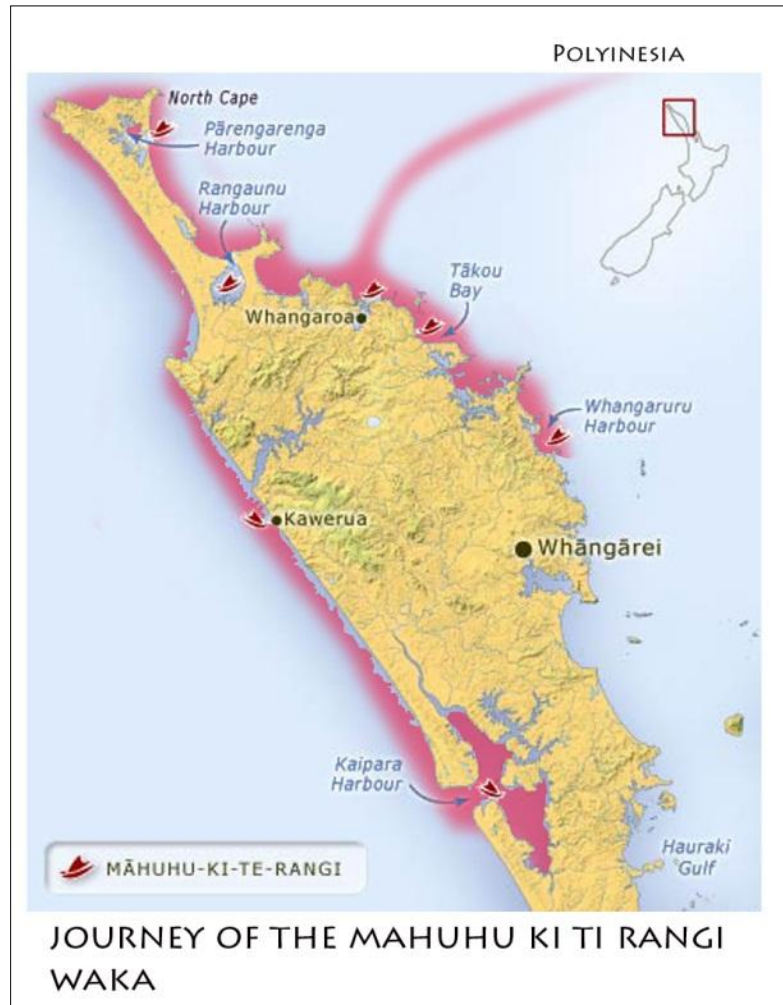 POLYINESIA
North Cape
Pārengarenga
Harbour
Rangaunu
Harbour
Tākou
Bay
Whangaroa
Whangaruru
Harbour
Kawerua
Whāngārei
Kaipara
Harbour
Hauraki
Gulf
MĀHUHU-KI-TE-RANGI
JOURNEY OF THE MAHUHU KI TI RANGI
WAKA